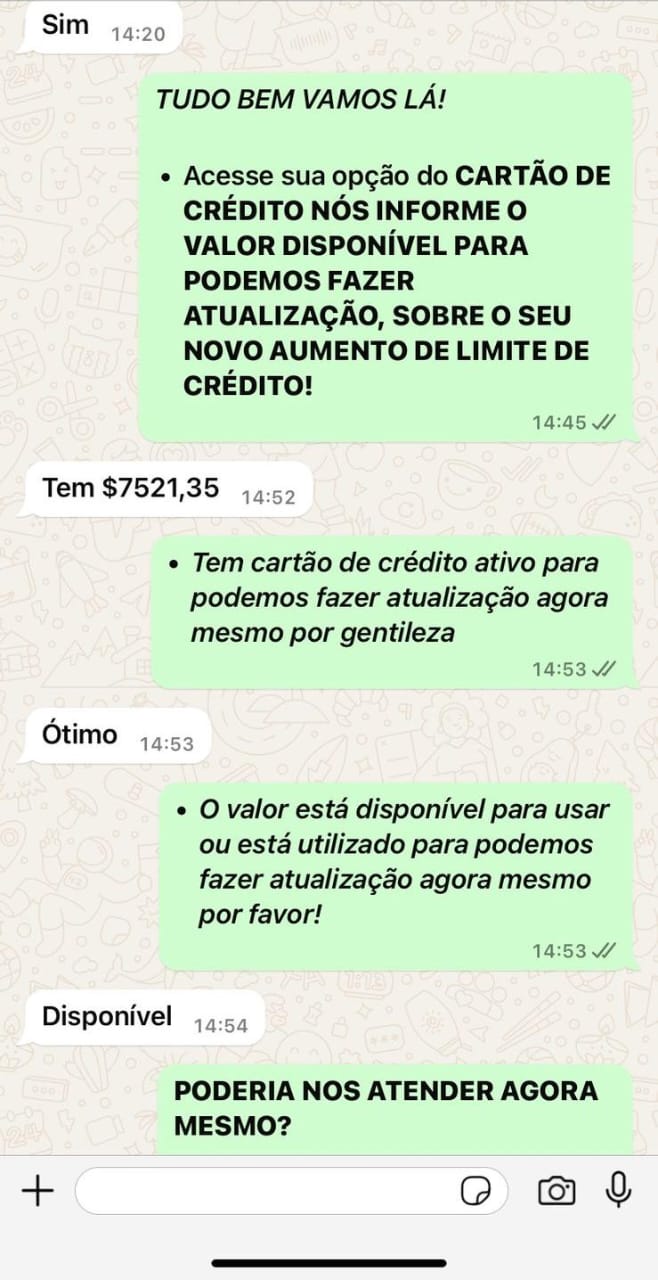 Sim 14:20
TUDO BEM VAMOS LÁ!
• Acesse sua opção do CARTÃO DE
CRÉDITO NÓS INFORME O
VALOR DISPONÍVEL PARA
PODEMOS FAZER
ATUALIZAÇÃO, SOBRE O SEU
NOVO AUMENTO DE LIMITE DE
CRÉDITO!
14:45
Tem $7521,35 14:52
• Tem cartão de crédito ativo para
podemos fazer atualização agora
mesmo por gentileza
14:53
Ótimo 14:53
• O valor está disponível para usar
ou está utilizado para podemos
fazer atualização agora mesmo
por favor!
14:53
Disponível 14:54
PODERIA NOS ATENDER AGORA
MESMO?